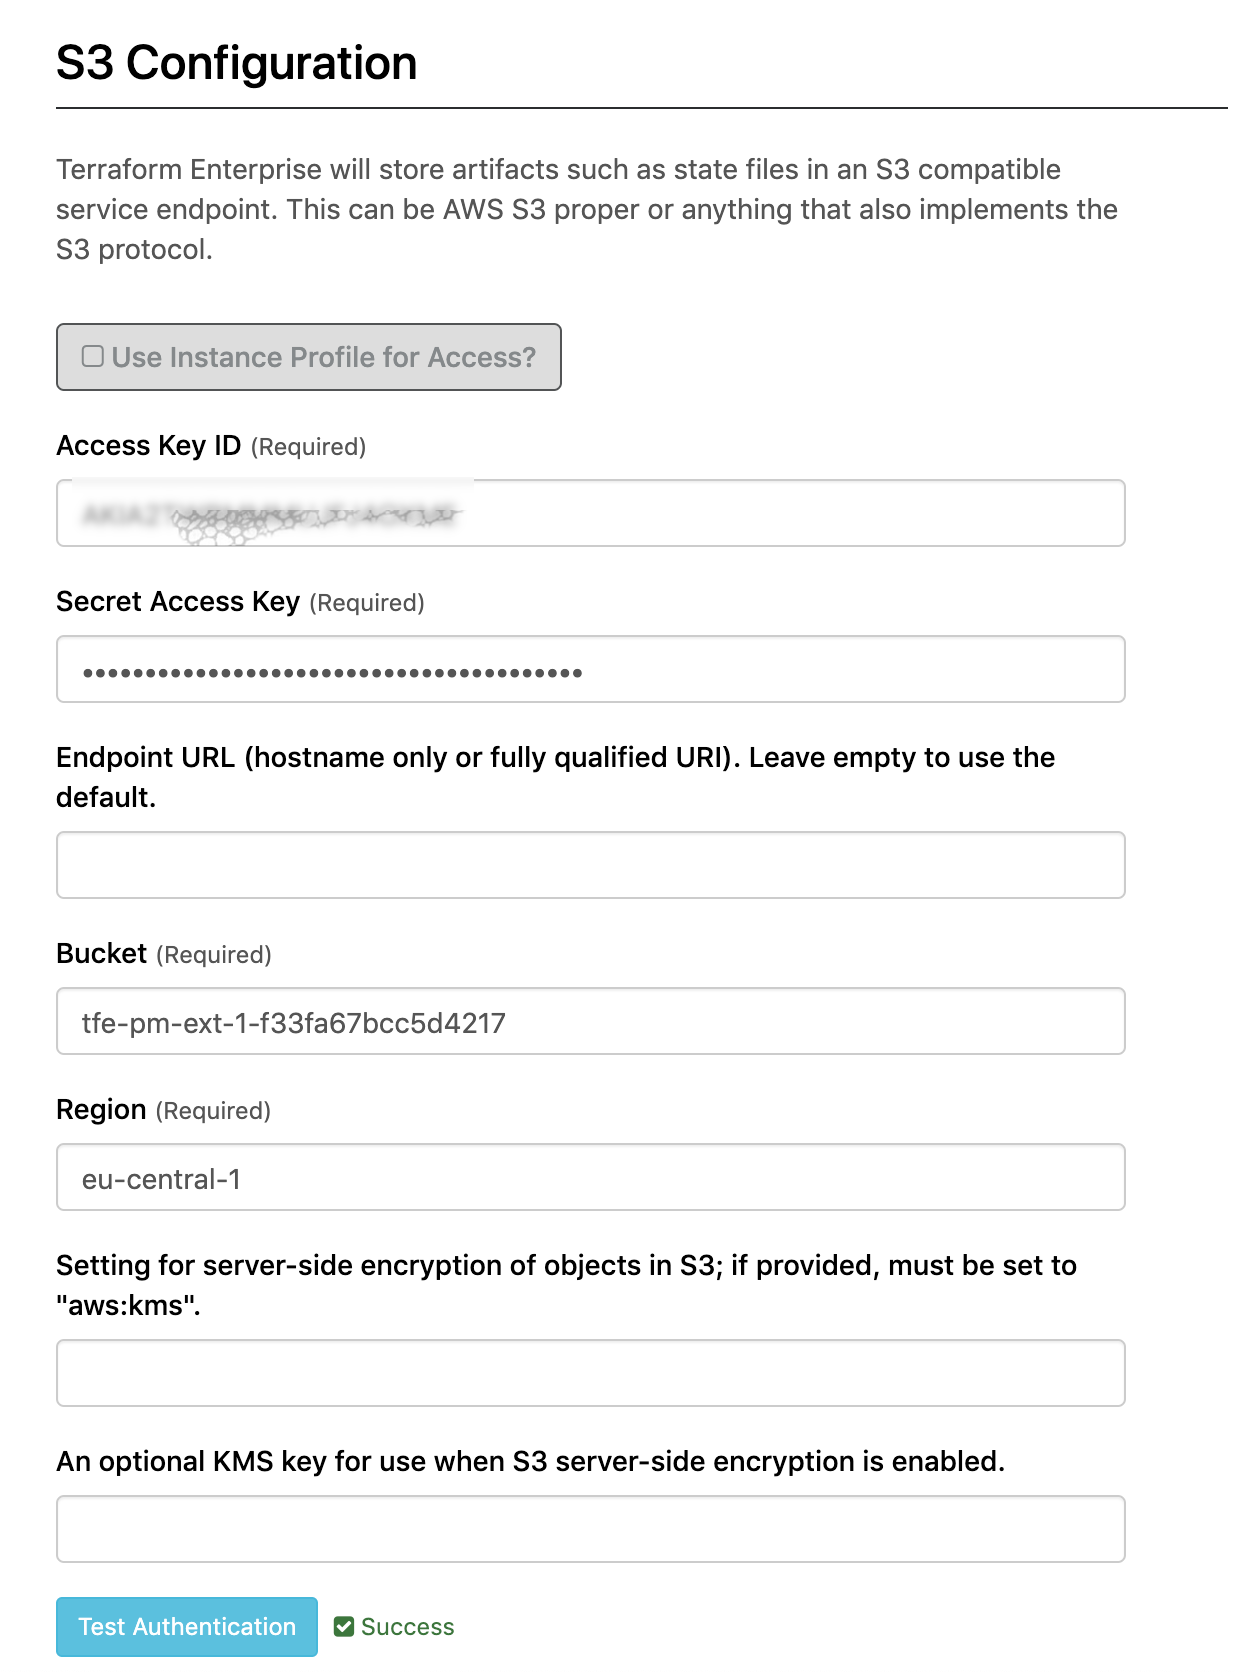 S3 Configuration
Terraform Enterprise will store artifacts such as state files in an S3 compatible
service endpoint. This can be AWS S3 proper or anything that also implements the
S3 protocol.
Use Instance Profile for Access?
Access Key ID (Required)
Secret Access Key (Required)
••••••••••••••••••••••••••••••••••••••••
Endpoint URL (hostname only or fully qualified URI). Leave empty to use the
default.
Bucket (Required)
tfe-pm-ext-1-f33fa67bcc5d4217
Region (Required)
eu-central-1
Setting for server-side encryption of objects in S3; if provided, must be set to
"aws:kms".
An optional KMS key for use when S3 server-side encryption is enabled.
Test Authentication Success